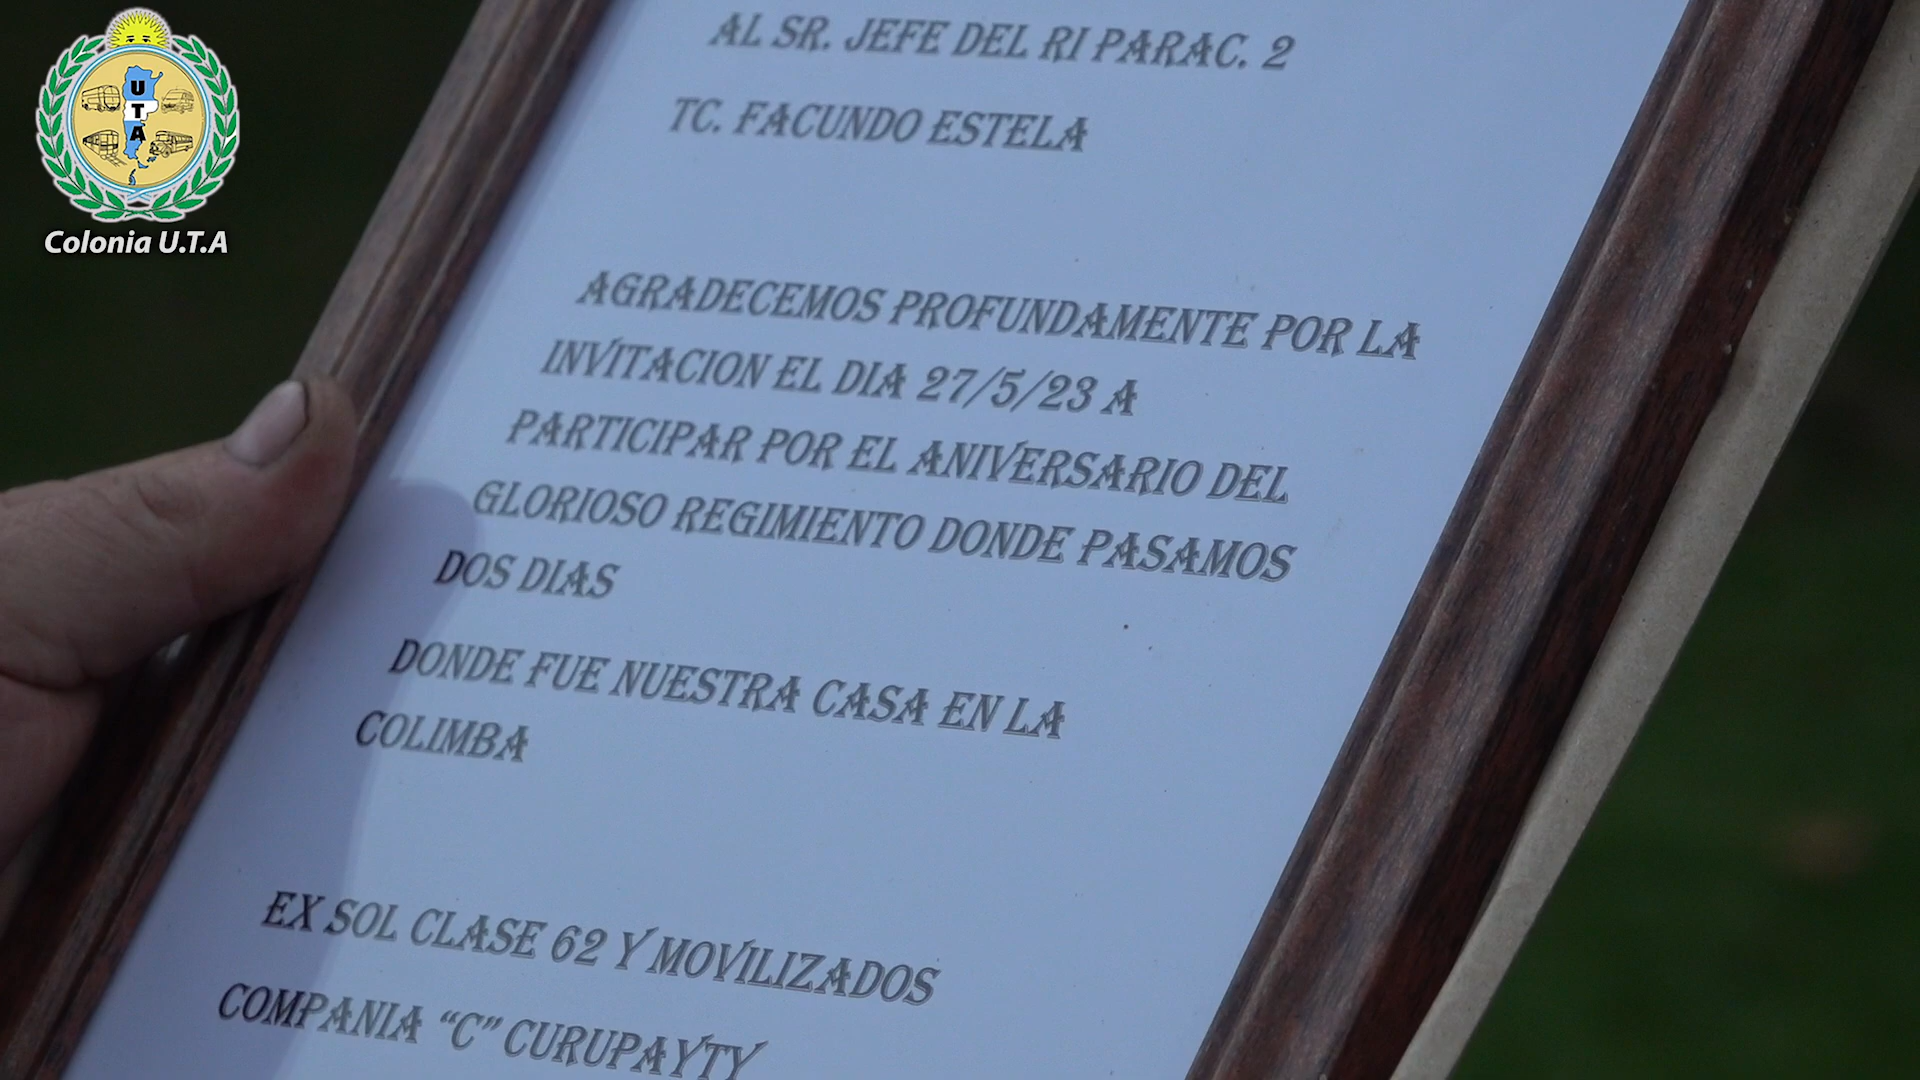 AL SR. JEFE DEL RI PARAC. 2
TC. FACUNDO ESTELA
AGRADECEMOS PROFUNDAMENTE POR LA
INVITACION EL DIA 27/5/23 A
PARTICIPAR POR EL ANIVERSARIO DEL
GLORIOSO REGIMIENTO DONDE PASAMOS
DOS DIAS
DONDE FUE NUESTRA CASA EN LA
COLIMBA
EX SOL CLASE 62 Y MOVILIZADOS
COMPANIA “C” CURUPAYTY
UTA
Colonia U.T.A